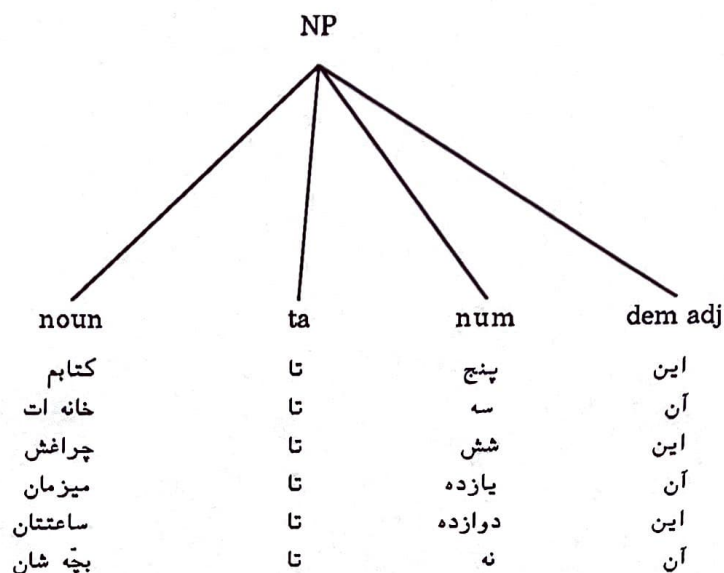 NP
noun ta num dem adj
این پنج تا کتابم
آن سه تا خانه ات
این شش تا چراغش
آن یازده تا میزمان
این دوازده تا ساعتتان
آن نه تا بچّه شان